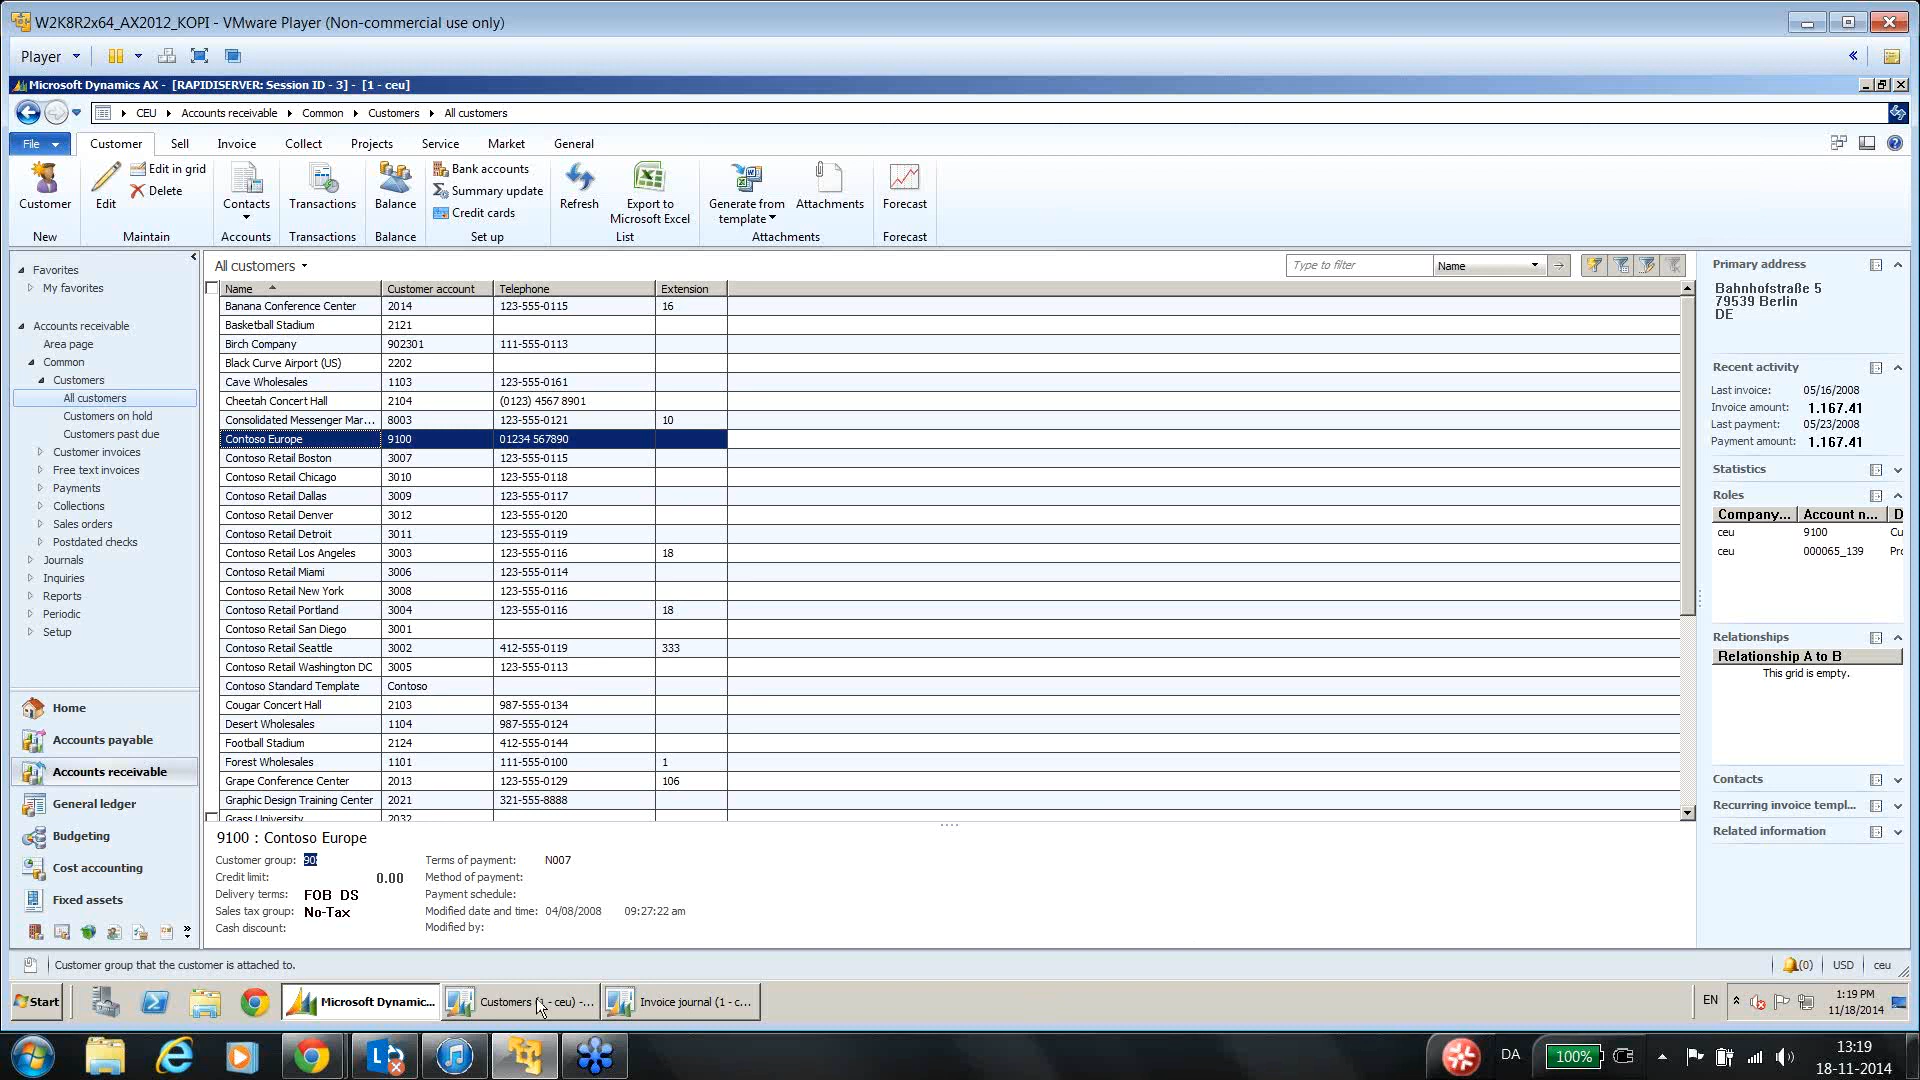 W2K8R2x64_AX2012_KOPI - VMware Player (Non-commercial use only)
Player
Microsoft Dynamics AX - [RAPIDISERVER: Session ID - 3] - [1 - ceu]
CEU Accounts receivable Common Customers All customers
File Customer Sell Invoice Collect Projects Service Market General
Customer
New
Edit
Edit in grid
Delete
Maintain
Contacts
Accounts
Transactions
Transactions
Balance
Balance
Bank accounts
Summary update
Credit cards
Set up
Refresh
Export to
Microsoft Excel
List
Generate from
template
Attachments
Attachments
Forecast
Forecast
Favorites
My favorites
Accounts receivable
Area page
Common
Customers
All customers
Customers on hold
Customers past due
Customer invoices
Free text invoices
Payments
Collections
Sales orders
Postdated checks
Journals
Inquiries
Reports
Periodic
Setup
Home
Accounts payable
Accounts receivable
General ledger
Budgeting
Cost accounting
Fixed assets
All customers
Type to filter Name
Name Customer account Telephone Extension
Banana Conference Center 2014 123-555-0115 16
Basketball Stadium 2121
Birch Company 902301 111-555-0113
Black Curve Airport (US) 2202
Cave Wholesales 1103 123-555-0161
Cheetah Concert Hall 2104 (0123) 4567 8901
Consolidated Messenger Mar... 8003 123-555-0121 10
Contoso Europe 9100 01234 567890
Contoso Retail Boston 3007 123-555-0115
Contoso Retail Chicago 3010 123-555-0118
Contoso Retail Dallas 3009 123-555-0117
Contoso Retail Denver 3012 123-555-0120
Contoso Retail Detroit 3011 123-555-0119
Contoso Retail Los Angeles 3003 123-555-0116 18
Contoso Retail Miami 3006 123-555-0114
Contoso Retail New York 3008 123-555-0116
Contoso Retail Portland 3004 123-555-0116 18
Contoso Retail San Diego 3001
Contoso Retail Seattle 3002 412-555-0119 333
Contoso Retail Washington DC 3005 123-555-0113
Contoso Standard Template Contoso
Cougar Concert Hall 2103 987-555-0134
Desert Wholesales 1104 987-555-0124
Football Stadium 2124 412-555-0144
Forest Wholesales 1101 111-555-0100 1
Grape Conference Center 2013 123-555-0129 106
Graphic Design Training Center 2021 321-555-8888
Grass University 2032
9100 : Contoso Europe
Customer group: 90
Credit limit: 0.00
Delivery terms: FOB DS
Sales tax group: No-Tax
Cash discount:
Terms of payment: N007
Method of payment:
Payment schedule:
Modified date and time: 04/08/2008 09:27:22 am
Modified by:
Primary address
Bahnhofstraße 5
79539 Berlin
DE
Recent activity
Last invoice: 05/16/2008
Invoice amount: 1.167.41
Last payment: 05/23/2008
Payment amount: 1.167.41
Statistics
Roles
Company... Account n... D
ceu 9100 Cu
ceu 000065_139 Pro
Relationships
Relationship A to B
This grid is empty.
Contacts
Recurring invoice templ...
Related information
Customer group that the customer is attached to.
(0) USD ceu
Start
Microsoft Dynamic...
Customers (1 - ceu) -...
Invoice journal (1 - c...
EN
1:19 PM
11/18/2014
DA
100%
13:19
18-11-2014